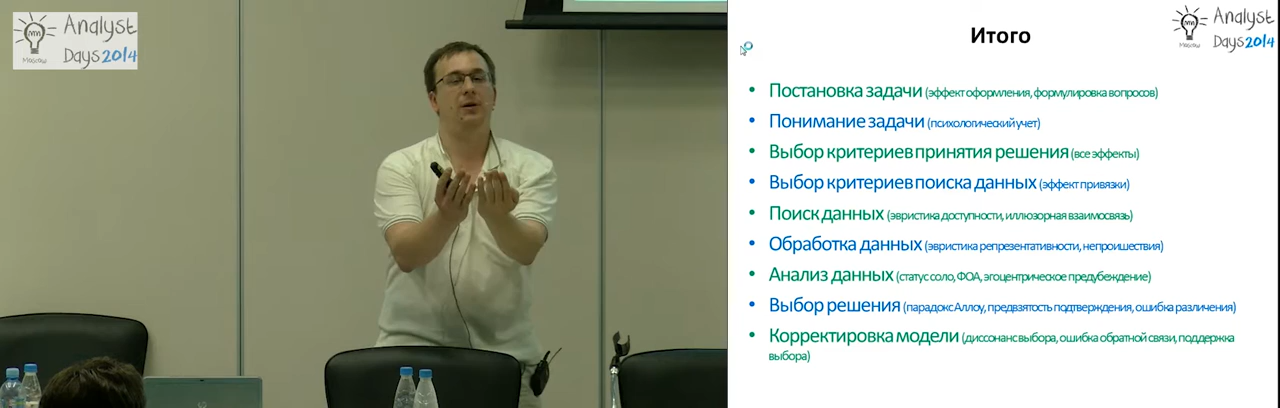 Analyst
Days 2014
Moscow
Итого
Analyst
Days 2014
Moscow
• Постановка задачи (эффект оформления, формулировка вопросов)
• Понимание задачи (психологический учет)
• Выбор критериев принятия решения (все эффекты)
• Выбор критериев поиска данных (эффект привязки)
• Поиск данных (эвристика доступности, иллюзорная взаимосвязь)
• Обработка данных (эвристика репрезентативности, непроишествия)
• Анализ данных (статус соло, ФОА, эгоцентрическое предубеждение)
• Выбор решения (парадокс Аллоу, предвзятость подтверждения, ошибка различения)
• Корректировка модели (диссонанс выбора, ошибка обратной связи, поддержка
выбора)